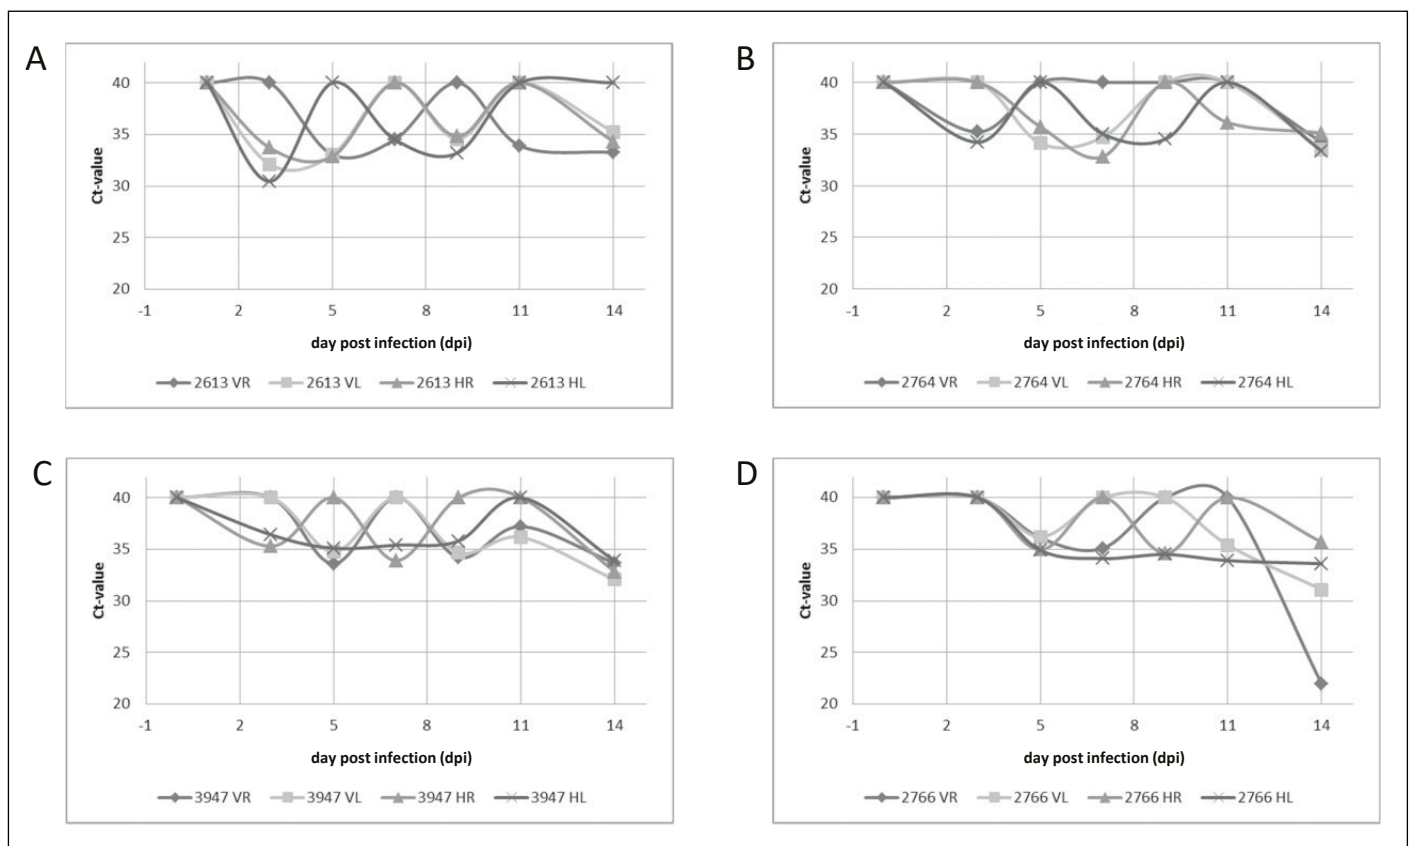 A
40
35
30
25
20
Ct-value
-1 2 5 8 11 14
day post infection (dpi)
2613 VR 2613 VL 2613 HR 2613 HL
B
40
35
30
25
20
Ct-value
-1 2 5 8 11 14
day post infection (dpi)
2764 VR 2764 VL 2764 HR 2764 HL
C
40
35
30
25
20
Ct-value
-1 2 5 8 11 14
day post infection (dpi)
3947 VR 3947 VL 3947 HR 3947 HL
D
40
35
30
25
20
Ct-value
-1 2 5 8 11 14
day post infection (dpi)
2766 VR 2766 VL 2766 HR 2766 HL